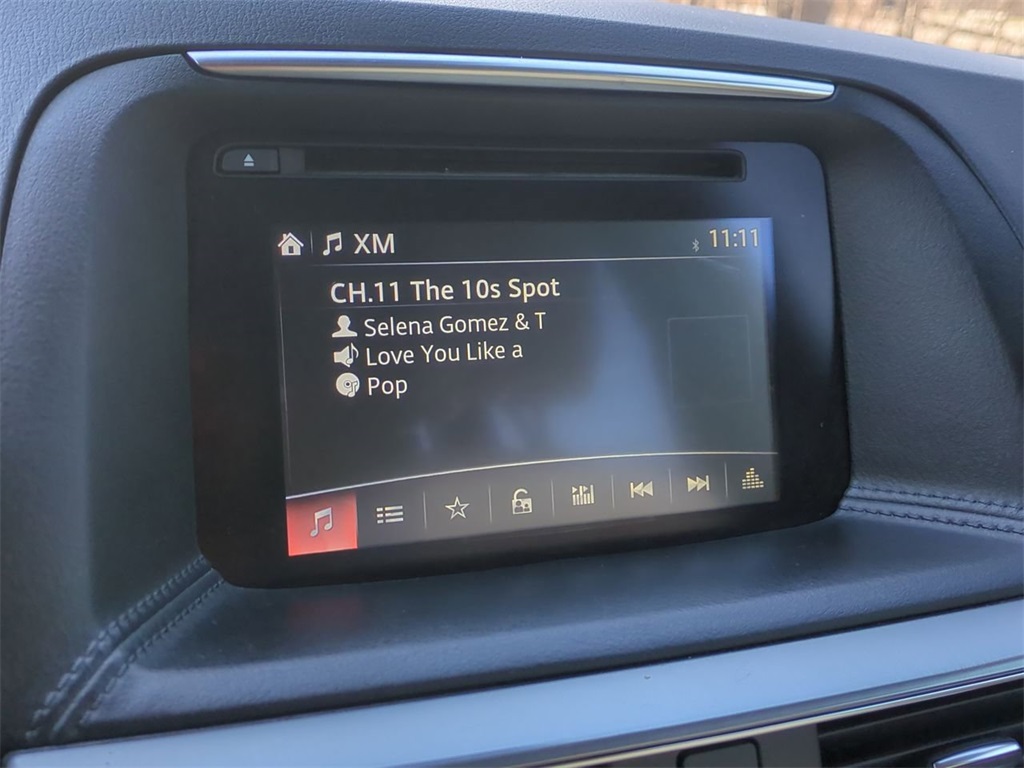 XM 11:11
CH.11 The 10s Spot
Selena Gomez & T
Love You Like a
Pop